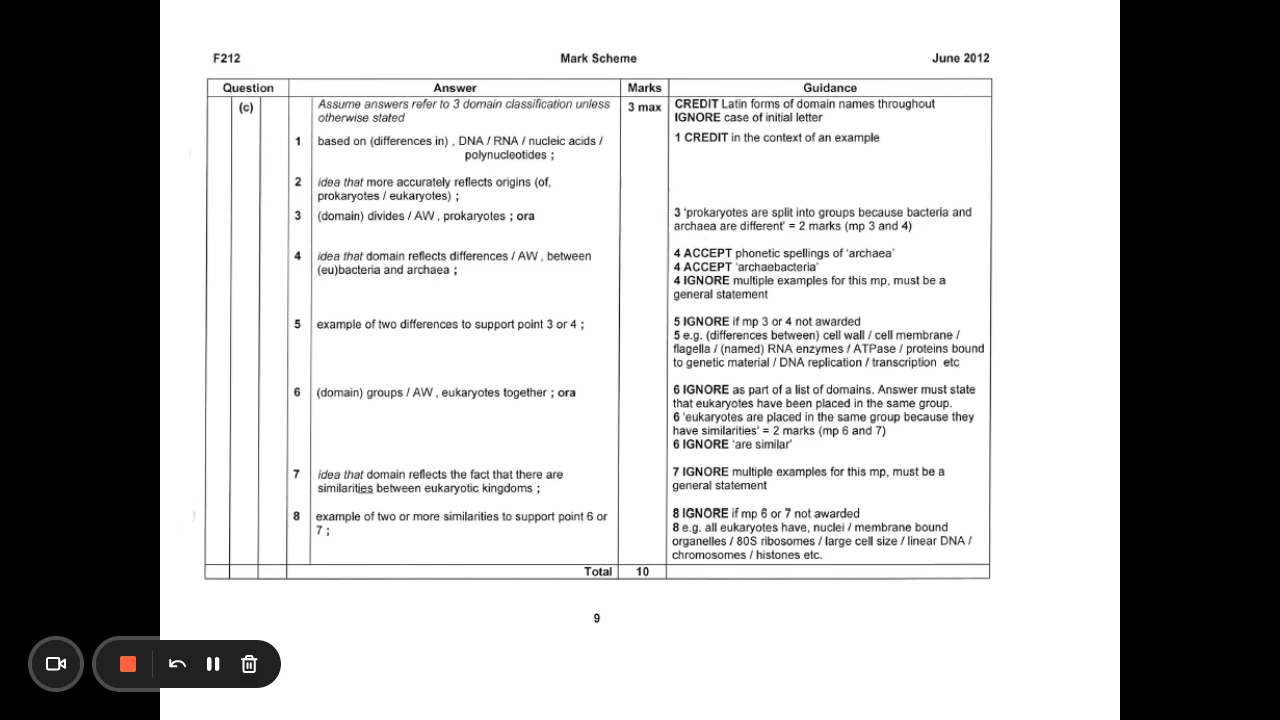 F212 Mark Scheme June 2012
Question Answer Marks Guidance
(c) Assume answers refer to 3 domain classification unless
otherwise stated
3 max
CREDIT Latin forms of domain names throughout
IGNORE case of initial letter
1 based on (differences in) , DNA / RNA / nucleic acids /
polynucleotides ;
1 CREDIT in the context of an example
2 idea that more accurately reflects origins (of,
prokaryotes / eukaryotes) ;
3 (domain) divides / AW , prokaryotes ; ora
3 'prokaryotes are split into groups because bacteria and
archaea are different' = 2 marks (mp 3 and 4)
4 idea that domain reflects differences / AW , between
(eu)bacteria and archaea ;
4 ACCEPT phonetic spellings of 'archaea'
4 ACCEPT 'archaebacteria'
4 IGNORE multiple examples for this mp, must be a
general statement
5 example of two differences to support point 3 or 4 ;
5 IGNORE if mp 3 or 4 not awarded
5 e.g. (differences between) cell wall / cell membrane /
flagella / (named) RNA enzymes / ATPase / proteins bound
to genetic material / DNA replication / transcription etc
6 (domain) groups / AW , eukaryotes together ; ora
6 IGNORE as part of a list of domains. Answer must state
that eukaryotes have been placed in the same group.
6 'eukaryotes are placed in the same group because they
have similarities' = 2 marks (mp 6 and 7)
6 IGNORE 'are similar'
7 idea that domain reflects the fact that there are
similarities between eukaryotic kingdoms ;
7 IGNORE multiple examples for this mp, must be a
general statement
8 example of two or more similarities to support point 6 or
7 ;
8 IGNORE if mp 6 or 7 not awarded
8 e.g. all eukaryotes have, nuclei / membrane bound
organelles / 80S ribosomes / large cell size / linear DNA /
chromosomes / histones etc.
Total 10
9